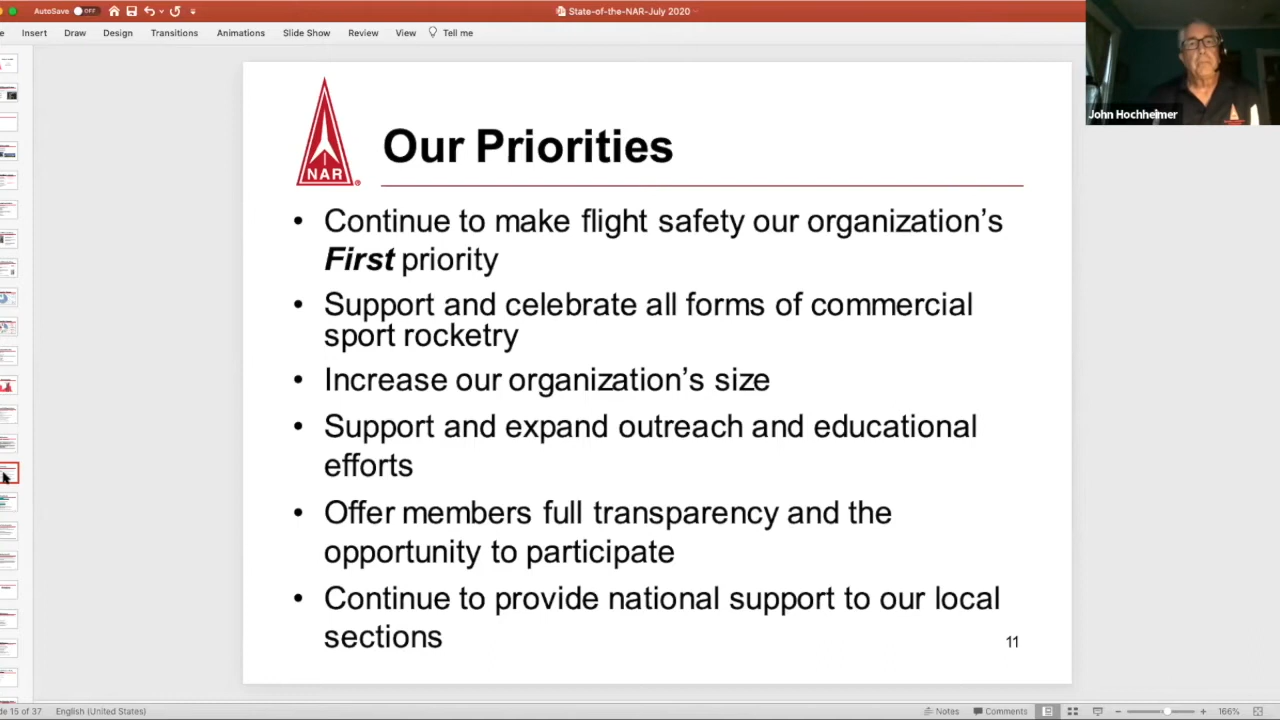 AutoSave OFF State-of-the-NAR-July 2020
Insert Draw Design Transitions Animations Slide Show Review View Tell me
John Hochheimer
NAR
Our Priorities
• Continue to make flight safety our organization's
First priority
• Support and celebrate all forms of commercial
sport rocketry
• Increase our organization's size
• Support and expand outreach and educational
efforts
• Offer members full transparency and the
opportunity to participate
• Continue to provide national support to our local
sections
11
de 15 of 37 English (United States) Notes Comments 166%